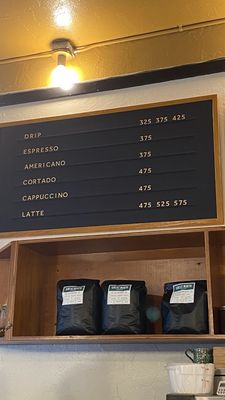 DRIP 325 375 425
ESPRESSO 375
AMERICANO 375
CORTADO 475
CAPPUCCINO 475
LATTE 475 525 575